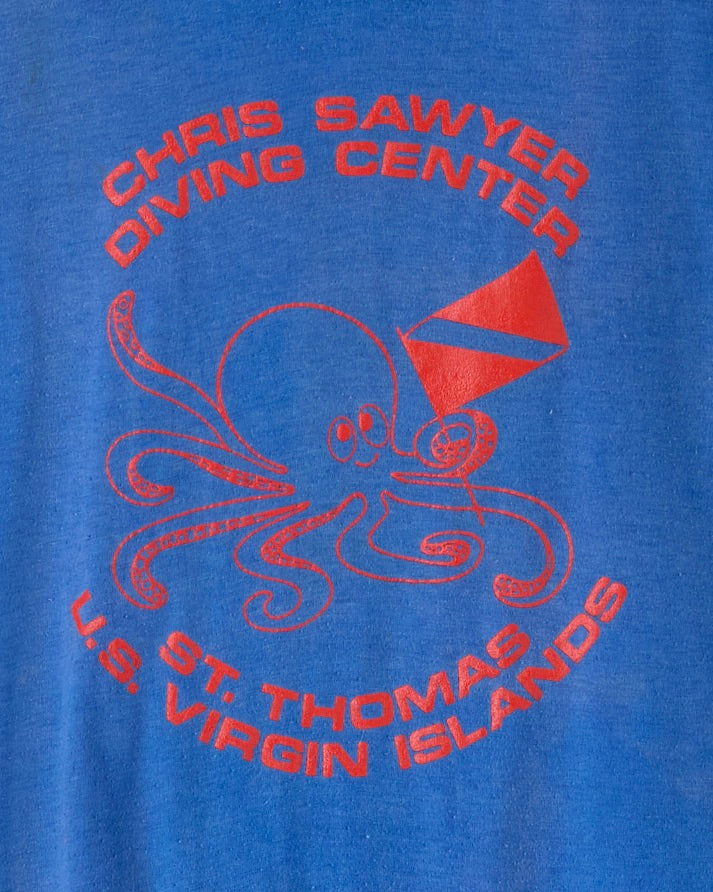 CHRIS SAWYER
DIVING CENTER
ST. THOMAS
U.S. VIRGIN ISLANDS